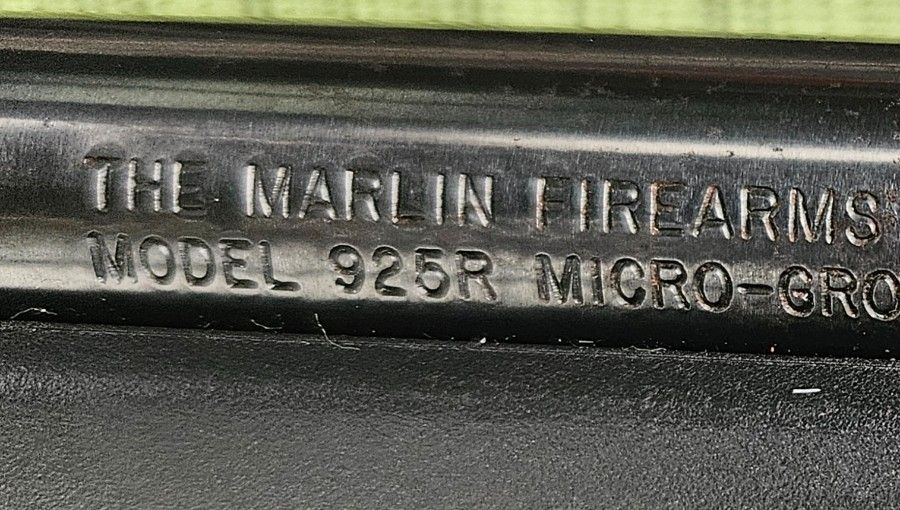 THE MARLIN FIREARMS
MODEL 925R MICRO-GRO